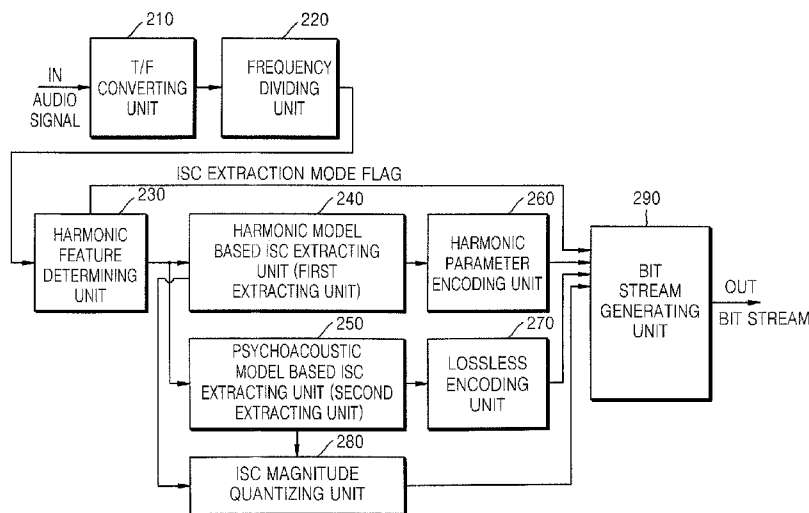 210
T/F
CONVERTING
UNIT
220
FREQUENCY
DIVIDING
UNIT
IN
AUDIO
SIGNAL
ISC EXTRACTION MODE FLAG
230
HARMONIC
FEATURE
DETERMINING
UNIT
240
HARMONIC MODEL
BASED ISC EXTRACTING
UNIT (FIRST
EXTRACTING UNIT)
260
HARMONIC
PARAMETER
ENCODING UNIT
290
BIT
STREAM
GENERATING
UNIT
OUT
BIT STREAM
250
PSYCHOACOUSTIC
MODEL BASED ISC
EXTRACTING UNIT (SECOND
EXTRACTING UNIT)
270
LOSSLESS
ENCODING
UNIT
280
ISC MAGNITUDE
QUANTIZING UNIT